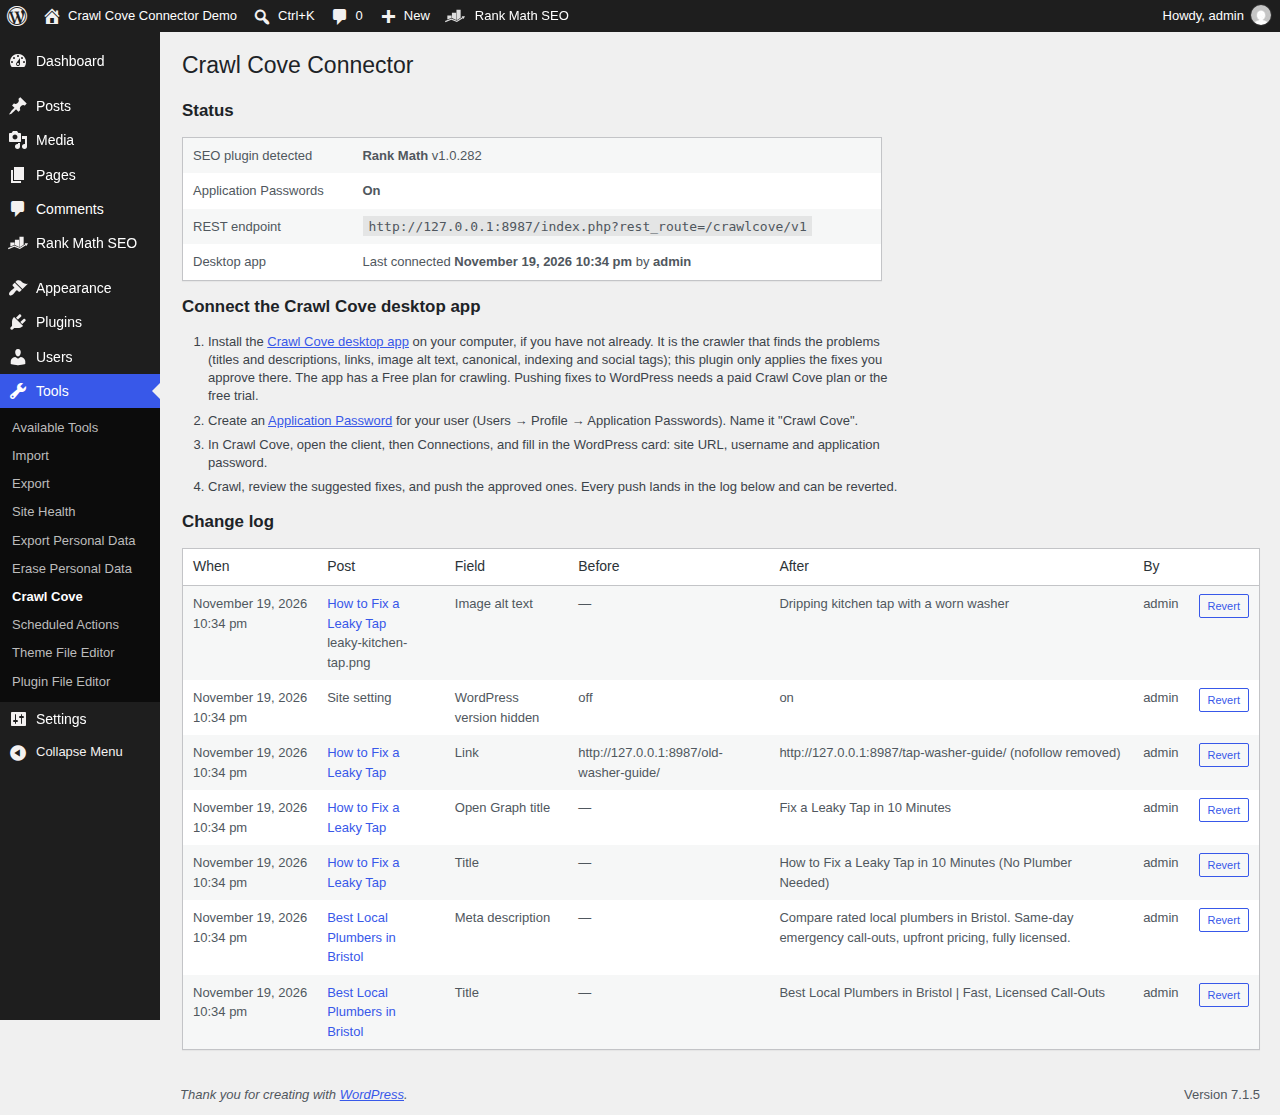 Crawl Cove Connector Demo Ctrl+K 0 New Rank Math SEO Howdy, admin
Dashboard
Posts
Media
Pages
Comments
Rank Math SEO
Appearance
Plugins
Users
Tools
Available Tools
Import
Export
Site Health
Export Personal Data
Erase Personal Data
Crawl Cove
Scheduled Actions
Theme File Editor
Plugin File Editor
Settings
Collapse Menu
Crawl Cove Connector
Status
SEO plugin detected Rank Math v1.0.282
Application Passwords On
REST endpoint http://127.0.0.1:8987/index.php?rest_route=/crawlcove/v1
Desktop app Last connected November 19, 2026 10:34 pm by admin
Connect the Crawl Cove desktop app
1. Install the Crawl Cove desktop app on your computer, if you have not already. It is the crawler that finds the problems
(titles and descriptions, links, image alt text, canonical, indexing and social tags); this plugin only applies the fixes you
approve there. The app has a Free plan for crawling. Pushing fixes to WordPress needs a paid Crawl Cove plan or the
free trial.
2. Create an Application Password for your user (Users → Profile → Application Passwords). Name it "Crawl Cove".
3. In Crawl Cove, open the client, then Connections, and fill in the WordPress card: site URL, username and application
password.
4. Crawl, review the suggested fixes, and push the approved ones. Every push lands in the log below and can be reverted.
Change log
When Post Field Before After By
November 19, 2026 How to Fix a Image alt text — Dripping kitchen tap with a worn washer admin Revert
10:34 pm Leaky Tap
leaky-kitchen-
tap.png
November 19, 2026 Site setting WordPress off on admin Revert
10:34 pm version hidden
November 19, 2026 How to Fix a Link http://127.0.0.1:8987/old- http://127.0.0.1:8987/tap-washer-guide/ (nofollow removed) admin Revert
10:34 pm Leaky Tap washer-guide/
November 19, 2026 How to Fix a Open Graph title — Fix a Leaky Tap in 10 Minutes admin Revert
10:34 pm Leaky Tap
November 19, 2026 How to Fix a Title — How to Fix a Leaky Tap in 10 Minutes (No Plumber admin Revert
10:34 pm Leaky Tap Needed)
November 19, 2026 Best Local Meta description — Compare rated local plumbers in Bristol. Same-day admin Revert
10:34 pm Plumbers in emergency call-outs, upfront pricing, fully licensed.
Bristol
November 19, 2026 Best Local Title — Best Local Plumbers in Bristol | Fast, Licensed Call-Outs admin Revert
10:34 pm Plumbers in
Bristol
Thank you for creating with WordPress. Version 7.1.5